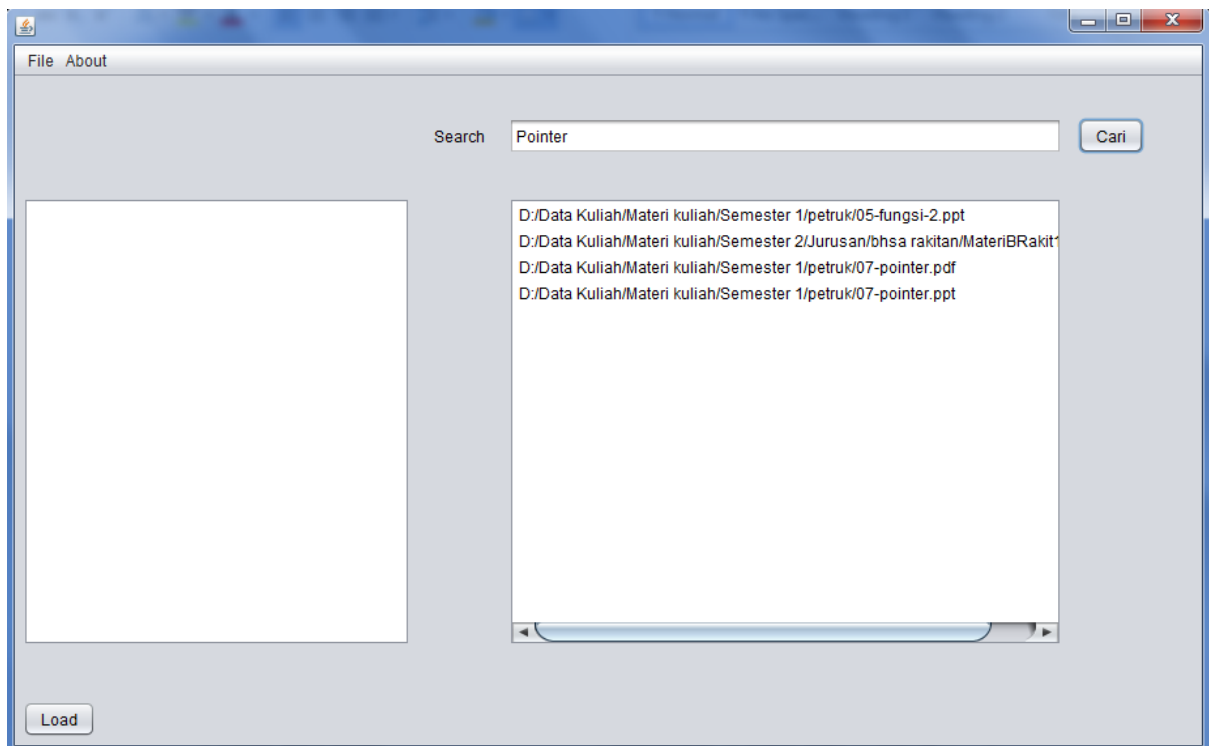 File About
Search Pointer Cari
D:/Data Kuliah/Materi kuliah/Semester 1/petruk/05-fungsi-2.ppt
D:/Data Kuliah/Materi kuliah/Semester 2/Jurusan/bhsa rakitan/MateriBRakit1
D:/Data Kuliah/Materi kuliah/Semester 1/petruk/07-pointer.pdf
D:/Data Kuliah/Materi kuliah/Semester 1/petruk/07-pointer.ppt
Load